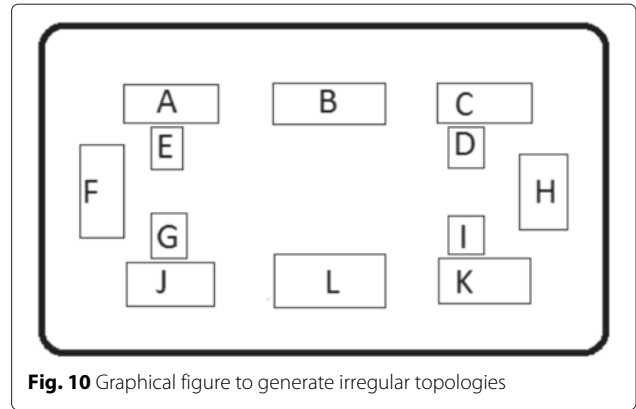 A B C
E D
F H
G I
J L K
Fig. 10 Graphical figure to generate irregular topologies